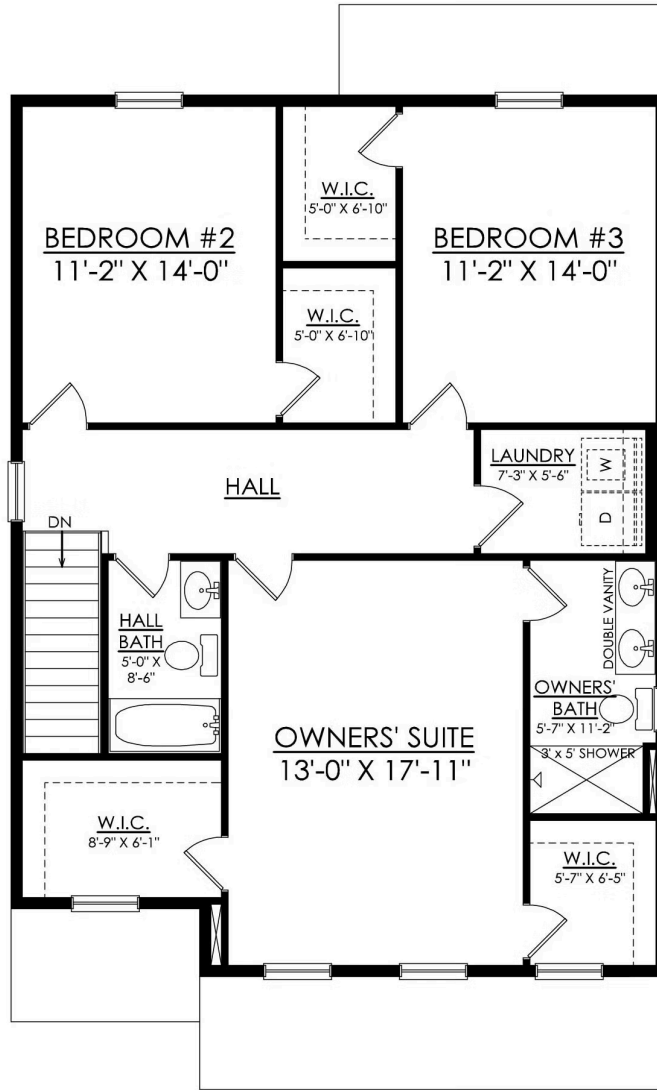 W.I.C.
5'-0" X 6'-10"
BEDROOM #2
11'-2" X 14'-0"
BEDROOM #3
11'-2" X 14'-0"
W.I.C.
5'-0" X 6'-10"
LAUNDRY
7'-3" X 5'-6"
W
D
HALL
DN
HALL
BATH
5'-0" X
8'-6"
DOUBLE VANITY
OWNERS'
BATH
5'-7" X 11'-2"
3' x 5' SHOWER
OWNERS' SUITE
13'-0" X 17'-11"
W.I.C.
8'-9" X 6'-1"
W.I.C.
5'-7" X 6'-5"